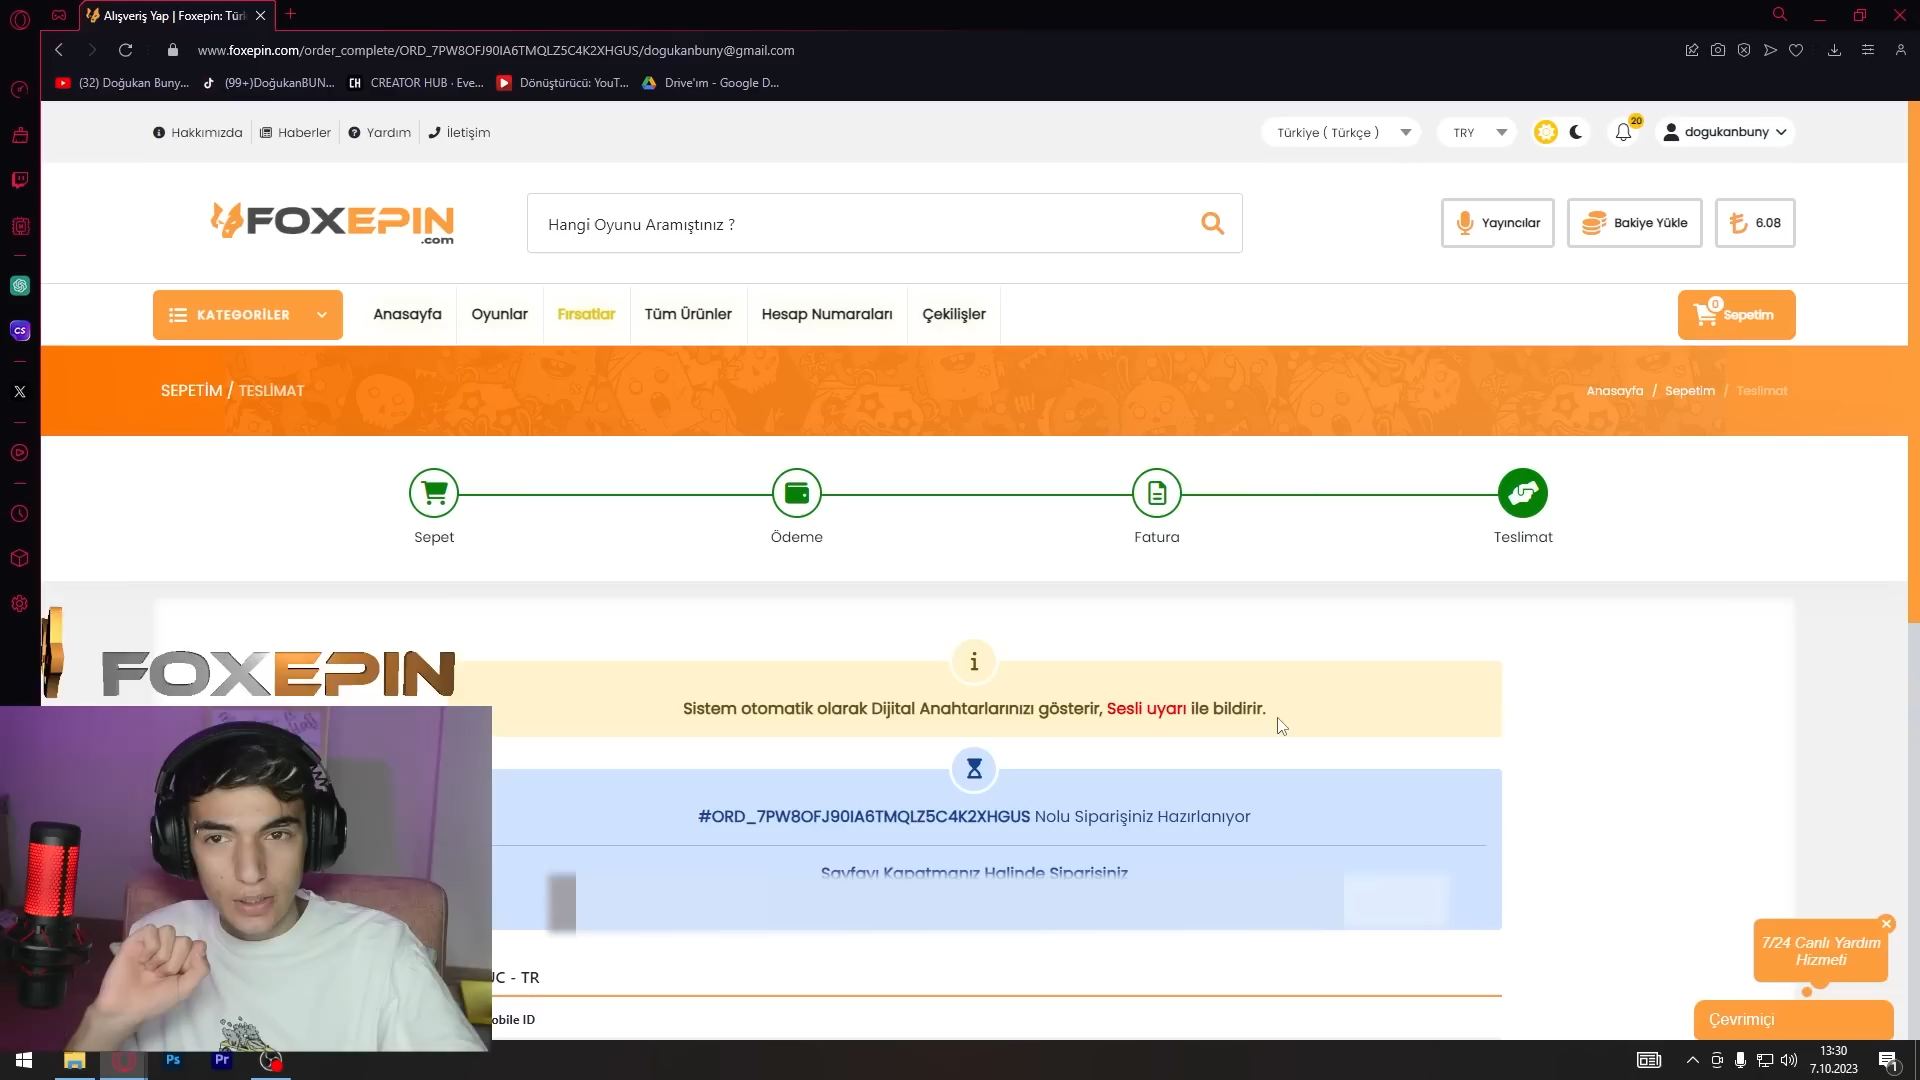 Alışveriş Yap | Foxepin: Türk
www.foxepin.com/order_complete/ORD_7PW8OFJ90IA6TMQLZ5C4K2XHGUS/dogukanbuny@gmail.com
(32) Doğukan Buny...
(99+)DoğukanBUN...
CH CREATOR HUB · Eve...
Dönüştürücü: YouT...
Drive'ım - Google D...
Hakkımızda
Haberler
Yardım
İletişim
Türkiye ( Türkçe )
TRY
20
dogukanbuny
FOXEPIN
.com
Hangi Oyunu Aramıştınız ?
Yayıncılar
Bakiye Yükle
6.08
KATEGORİLER
Anasayfa
Oyunlar
Fırsatlar
Tüm Ürünler
Hesap Numaraları
Çekilişler
0
Sepetim
SEPETİM / TESLİMAT
Anasayfa / Sepetim / Teslimat
Sepet
Ödeme
Fatura
Teslimat
FOXEPIN
Sistem otomatik olarak Dijital Anahtarlarınızı gösterir, Sesli uyarı ile bildirir.
#ORD_7PW8OFJ90IA6TMQLZ5C4K2XHGUS Nolu Siparişiniz Hazırlanıyor
Sayfayı Kapatmanız Halinde Siparişiniz
UC - TR
obile ID
7/24 Canlı Yardım
Hizmeti
Çevrimiçi
CS
Ps
Pr
13:30
7.10.2023
1